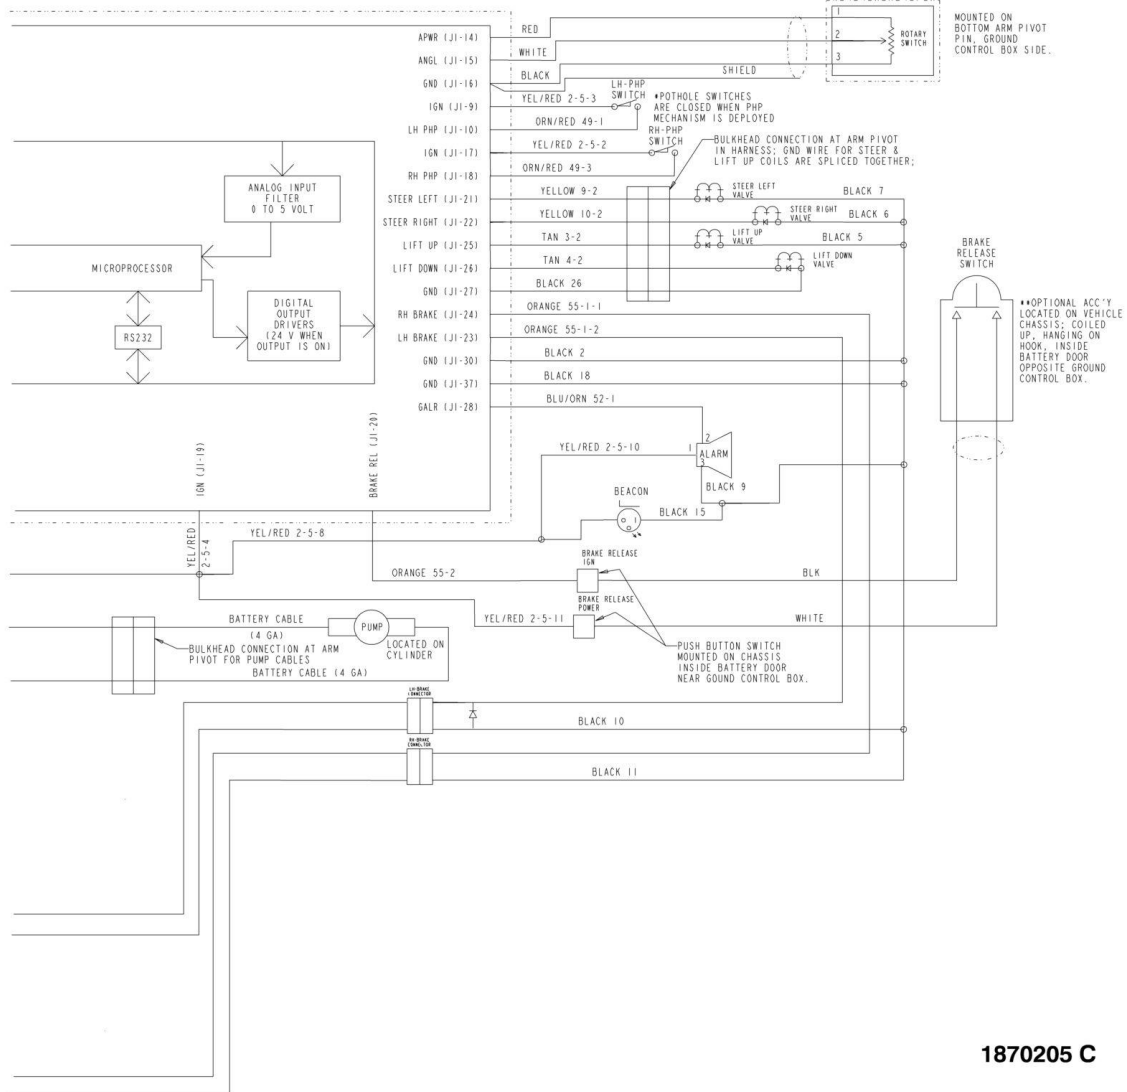 RED
WHITE
BLACK
SHIELD
1
2
3
ROTARY
SWITCH
MOUNTED ON
BOTTOM ARM PIVOT
PIN, GROUND
CONTROL BOX SIDE.
APWR (J1-14)
ANGL (J1-15)
GND (J1-16)
IGN (J1-9)
LH PHP (J1-10)
IGN (J1-17)
RH PHP (J1-18)
STEER LEFT (J1-21)
STEER RIGHT (J1-22)
LIFT UP (J1-25)
LIFT DOWN (J1-26)
GND (J1-27)
RH BRAKE (J1-24)
LH BRAKE (J1-23)
GND (J1-30)
GND (J1-37)
GALR (J1-28)
YEL/RED 2-5-3
LH-PHP
SWITCH
*POTHOLE SWITCHES
ARE CLOSED WHEN PHP
MECHANISM IS DEPLOYED
ORN/RED 49-1
RH-PHP
SWITCH
YEL/RED 2-5-2
BULKHEAD CONNECTION AT ARM PIVOT
IN HARNESS; GND WIRE FOR STEER &
LIFT UP COILS ARE SPLICED TOGETHER;
ORN/RED 49-3
YELLOW 9-2
STEER LEFT
VALVE
BLACK 7
YELLOW 10-2
STEER RIGHT
VALVE
BLACK 6
TAN 3-2
LIFT UP
VALVE
BLACK 5
TAN 4-2
LIFT DOWN
VALVE
BLACK 26
ORANGE 55-1-1
ORANGE 55-1-2
BLACK 2
BLACK 18
BLU/ORN 52-1
ANALOG INPUT
FILTER
0 TO 5 VOLT
MICROPROCESSOR
RS232
DIGITAL
OUTPUT
DRIVERS
(24 V WHEN
OUTPUT IS ON)
BRAKE
RELEASE
SWITCH
**OPTIONAL ACC'Y
LOCATED ON VEHICLE
CHASSIS; COILED
UP, HANGING ON
HOOK, INSIDE
BATTERY DOOR
OPPOSITE GROUND
CONTROL BOX.
IGN (J1-19)
BRAKE REL (J1-20)
YEL/RED 2-5-10
1
2
ALARM
3
BLACK 9
BEACON
BLACK 15
YEL/RED
2-5-4
YEL/RED 2-5-8
ORANGE 55-2
BRAKE RELEASE
IGN
BLK
BRAKE RELEASE
POWER
YEL/RED 2-5-11
WHITE
BATTERY CABLE
(4 GA)
PUMP
LOCATED ON
CYLINDER
BULKHEAD CONNECTION AT ARM
PIVOT FOR PUMP CABLES
BATTERY CABLE (4 GA)
PUSH BUTTON SWITCH
MOUNTED ON CHASSIS
INSIDE BATTERY DOOR
NEAR GOUND CONTROL BOX.
LH-BRAKE
CONNECTOR
BLACK 10
RH-BRAKE
CONNECTOR
BLACK 11
1870205 C